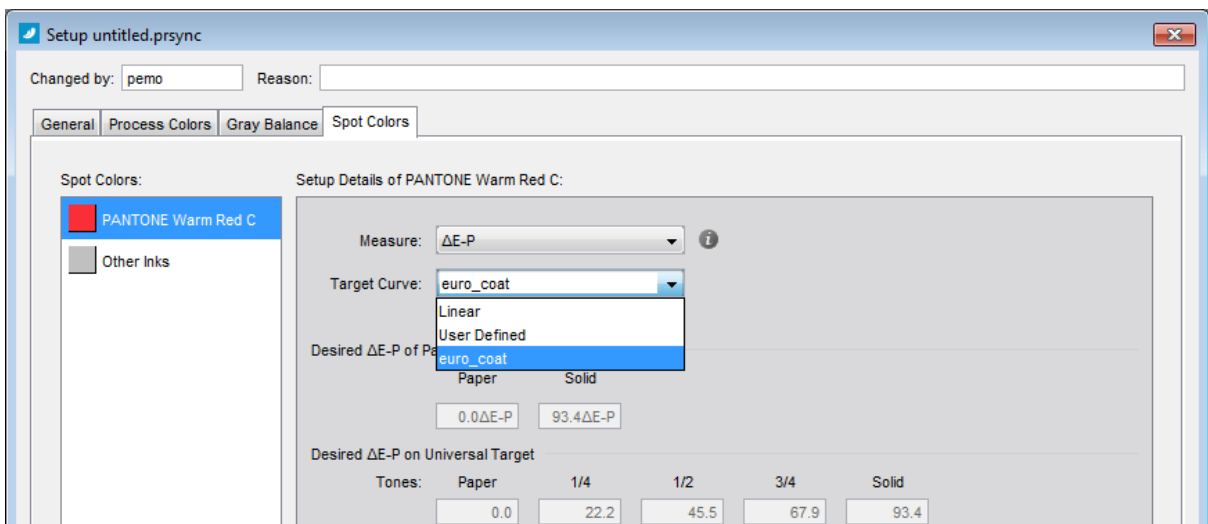 Setup untitled.prsync
Changed by: pemo Reason:
General Process Colors Gray Balance Spot Colors
Spot Colors: Setup Details of PANTONE Warm Red C:
PANTONE Warm Red C
Measure: ΔE-P
Other Inks
Target Curve: euro_coat
Linear
User Defined
Desired ΔE-P of
euro_coat
Paper Solid
0.0ΔE-P 93.4ΔE-P
Desired ΔE-P on Universal Target
Tones: Paper 1/4 1/2 3/4 Solid
0.0 22.2 45.5 67.9 93.4